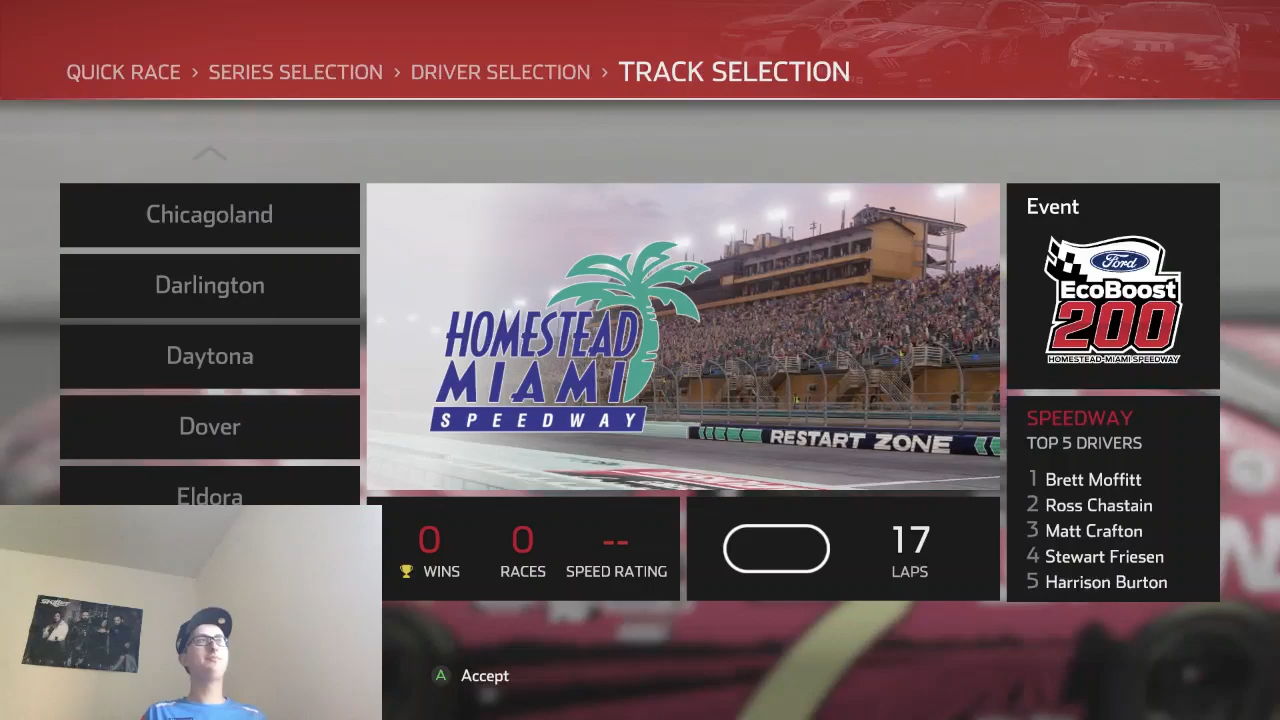 QUICK RACE › SERIES SELECTION › DRIVER SELECTION › TRACK SELECTION
Chicagoland
Darlington
Daytona
Dover
Eldora
HOMESTEAD
MIAMI
SPEEDWAY
RESTART ZONE
0
WINS
0
RACES
--
SPEED RATING
17
LAPS
Event
Ford
EcoBoost
200
HOMESTEAD-MIAMI SPEEDWAY
SPEEDWAY
TOP 5 DRIVERS
1 Brett Moffitt
2 Ross Chastain
3 Matt Crafton
4 Stewart Friesen
5 Harrison Burton
A Accept